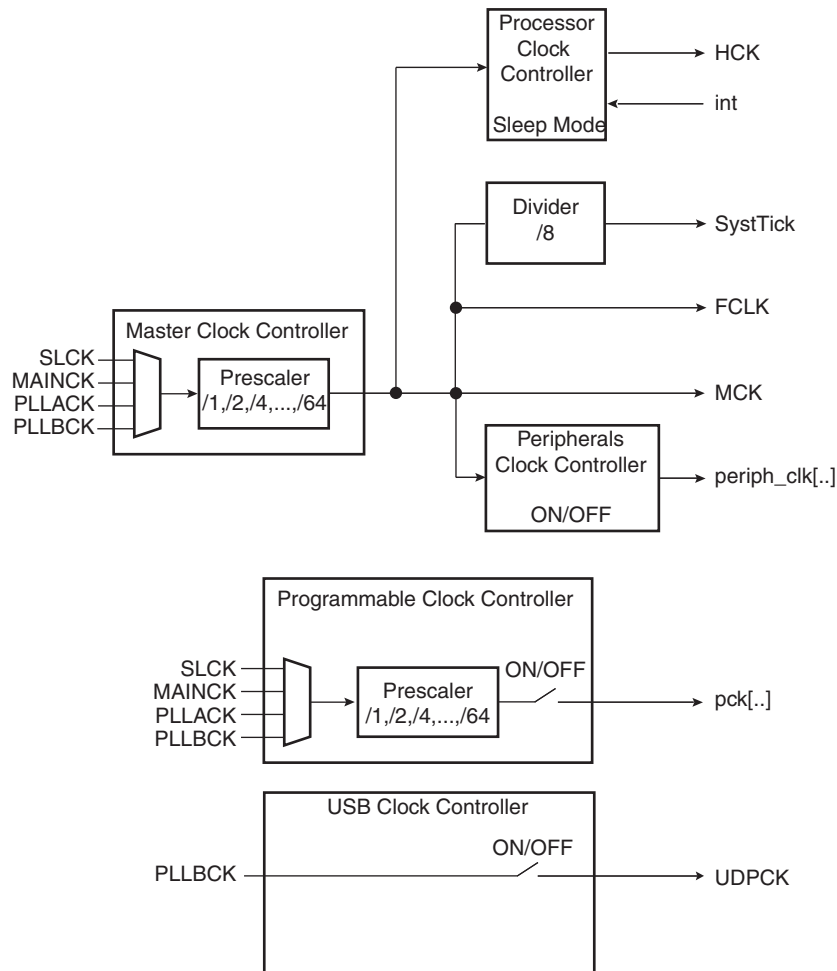 Processor
Clock
Controller
Sleep Mode
HCK
int
Divider
/8
SystTick
FCLK
Master Clock Controller
SLCK
MAINCK
PLLACK
PLLBCK
Prescaler
/1,/2,/4,...,/64
MCK
Peripherals
Clock Controller
ON/OFF
periph_clk[..]
Programmable Clock Controller
SLCK
MAINCK
PLLACK
PLLBCK
Prescaler
/1,/2,/4,...,/64
ON/OFF
pck[..]
USB Clock Controller
ON/OFF
PLLBCK
UDPCK